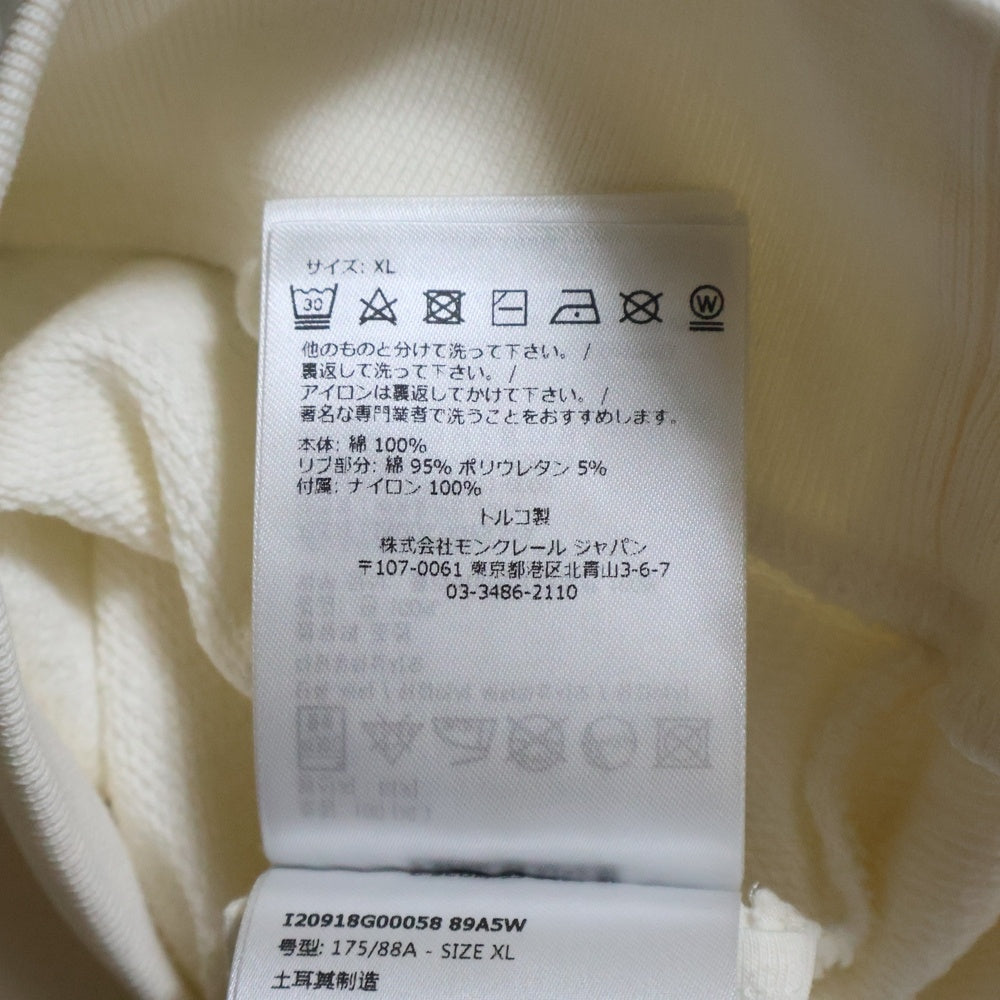 サイズ: XL
30 W
他のものと分けて洗って下さい。 /
裏返して洗って下さい。 /
アイロンは裏返してかけて下さい。 /
著名な専門業者で洗うことをおすすめします。
本体: 綿 100%
リブ部分: 綿 95% ポリウレタン 5%
付属: ナイロン 100%
トルコ製
株式会社モンクレール ジャパン
〒107-0061 東京都港区北青山3-6-7
03-3486-2110
I20918G00058 89A5W
号型: 175/88A - SIZE XL
土耳其制造